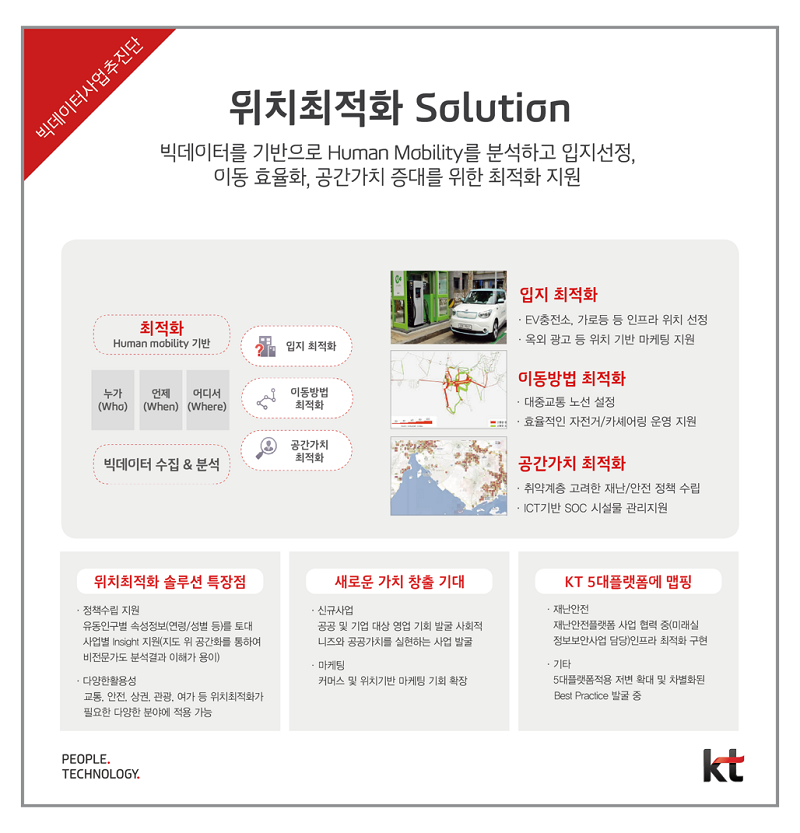 빅데이터사업추진단
위치최적화 Solution
빅데이터를 기반으로 Human Mobility를 분석하고 입지선정,
이동 효율화, 공간가치 증대를 위한 최적화 지원
최적화
Human mobility 기반
누가
(Who)
언제
(When)
어디서
(Where)
빅데이터 수집 & 분석
입지 최적화
이동방법
최적화
공간가치
최적화
입지 최적화
· EV충전소, 가로등 등 인프라 위치 선정
· 옥외 광고 등 위치 기반 마케팅 지원
이동방법 최적화
· 대중교통 노선 설정
· 효율적인 자전거/카셰어링 운영 지원
공간가치 최적화
· 취약계층 고려한 재난/안전 정책 수립
· ICT기반 SOC 시설물 관리지원
위치최적화 솔루션 특장점
· 정책수립 지원
유동인구별 속성정보(연령/성별 등)를 토대
사업별 Insight 지원(지도 위 공간화를 통하여
비전문가도 분석결과 이해가 용이)
· 다양한활용성
교통, 안전, 상권, 관광, 여가 등 위치최적화가
필요한 다양한 분야에 적용 가능
새로운 가치 창출 기대
· 신규사업
공공 및 기업 대상 영업 기회 발굴 사회적
니즈와 공공가치를 실현하는 사업 발굴
· 마케팅
커머스 및 위치기반 마케팅 기회 확장
KT 5대플랫폼에 맵핑
· 재난안전
재난안전플랫폼 사업 협력 중(미래실
정보보안사업 담당)인프라 최적화 구현
· 기타
5대플랫폼적용 저변 확대 및 차별화된
Best Practice 발굴 중
PEOPLE.
TECHNOLOGY.
kt